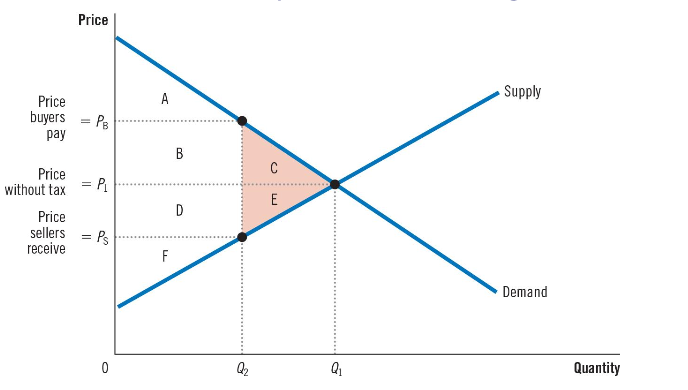 Price
A
Supply
Price
buyers
pay
= P_B
B
C
Price
without tax
= P_1
E
D
Price
sellers
receive
= P_S
F
Demand
0
Q_2
Q_1
Quantity